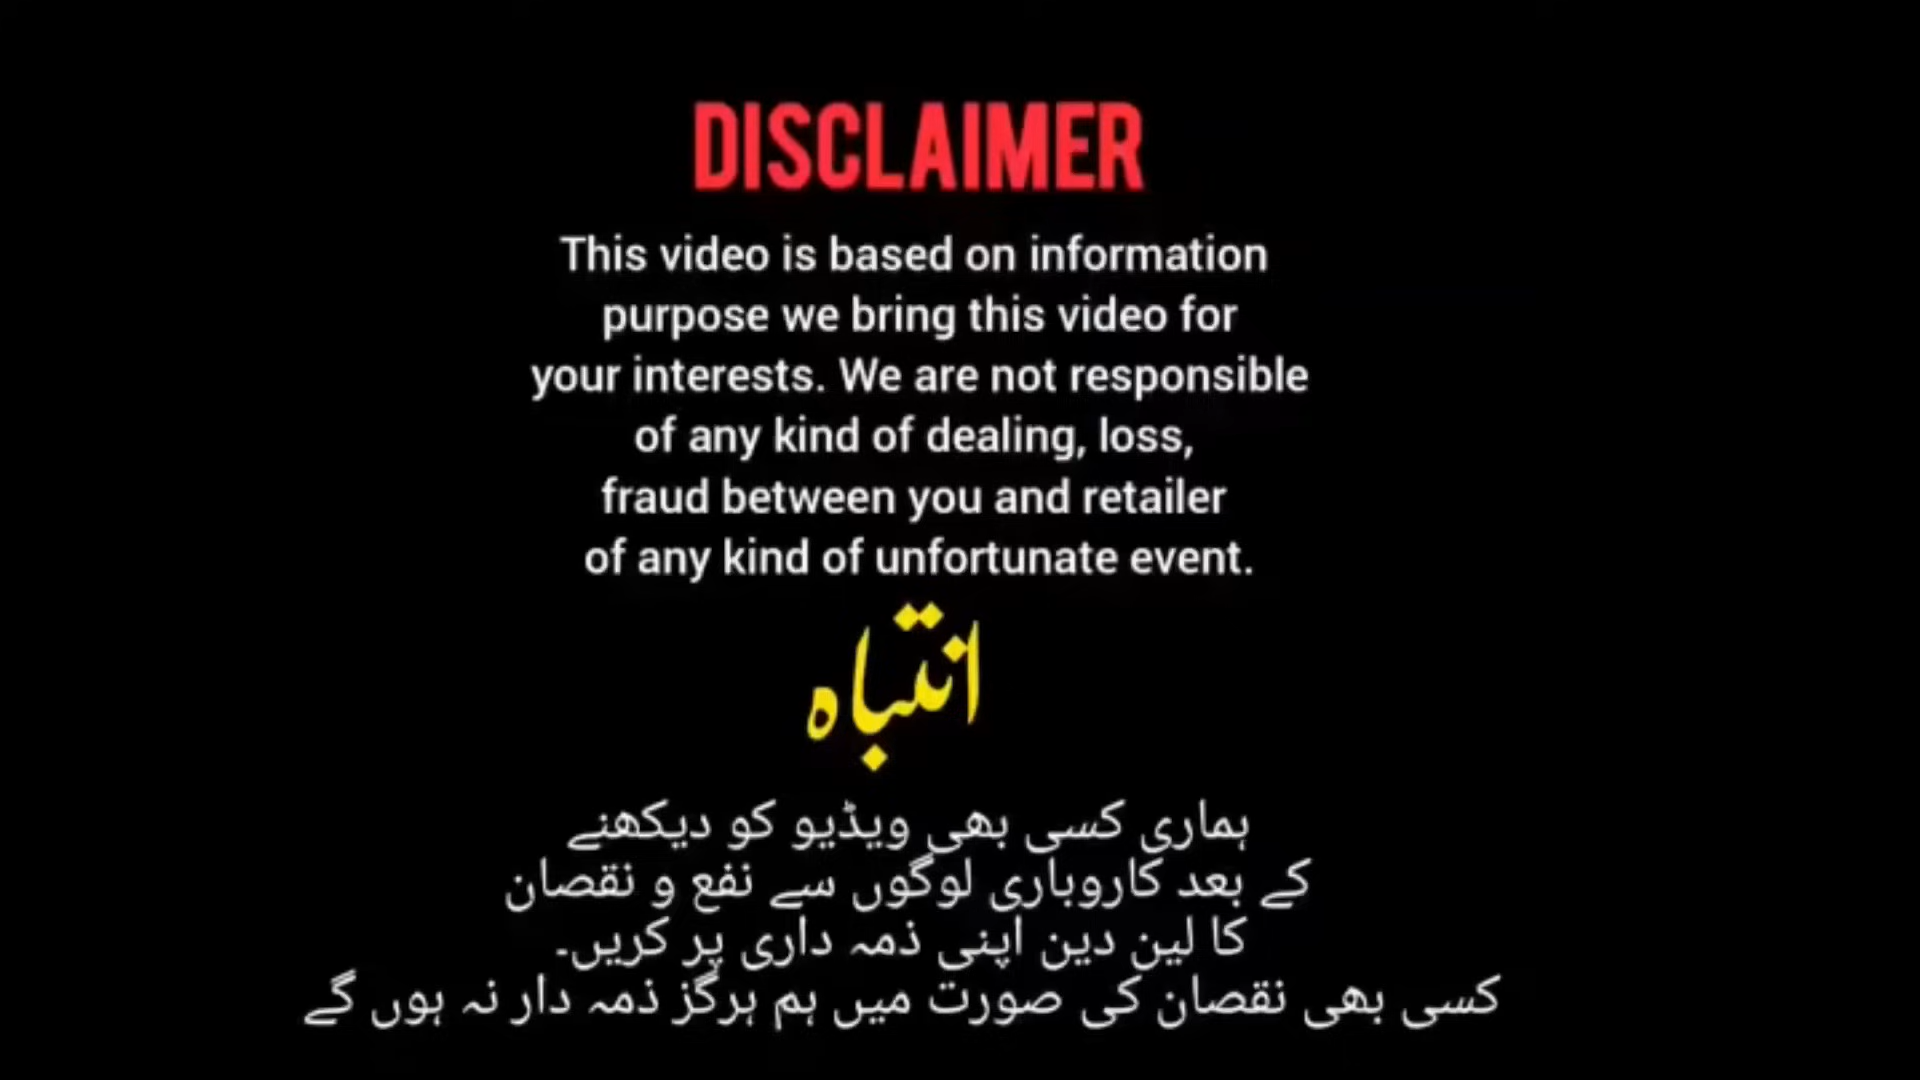 DISCLAIMER
This video is based on information
purpose we bring this video for
your interests. We are not responsible
of any kind of dealing, loss,
fraud between you and retailer
of any kind of unfortunate event.
انتباہ
ہماری کسی بھی ویڈیو کو دیکھنے
کے بعد کاروباری لوگوں سے نفع و نقصان
کا لین دین اپنی ذمہ داری پر کریں۔
کسی بھی نقصان کی صورت میں ہم ہرگز ذمہ دار نہ ہوں گے